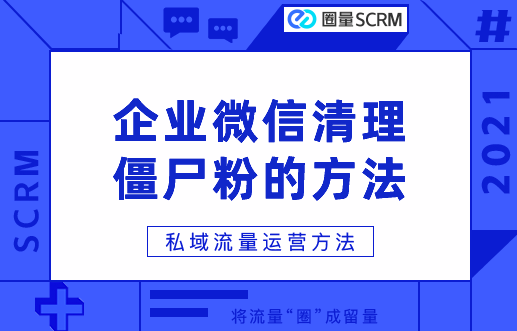 圈量SCRM
#
2021
企业微信清理
僵尸粉的方法
SCRM
私域流量运营方法
将流量“圈”成留量